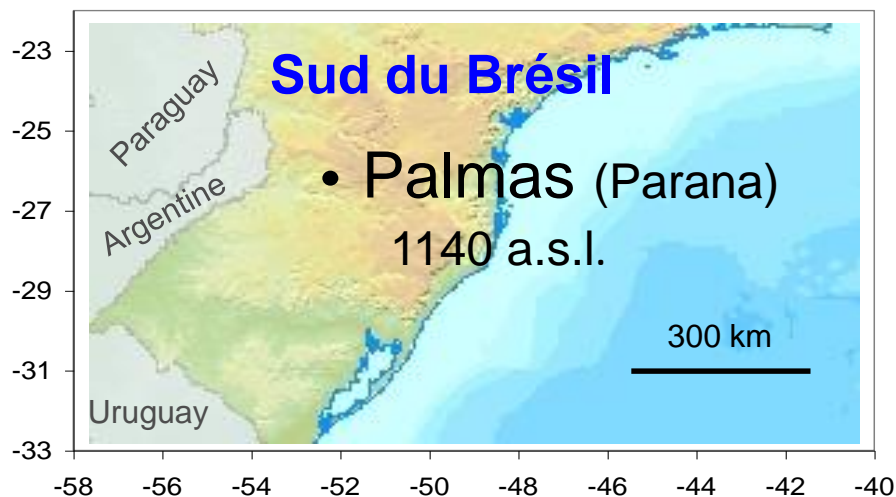 -23
Sud du Brésil
Paraguay
-25
• Palmas (Parana)
Argentine
-27
1140 a.s.l.
-29
300 km
-31
Uruguay
-33
-58 -56 -54 -52 -50 -48 -46 -44 -42 -40